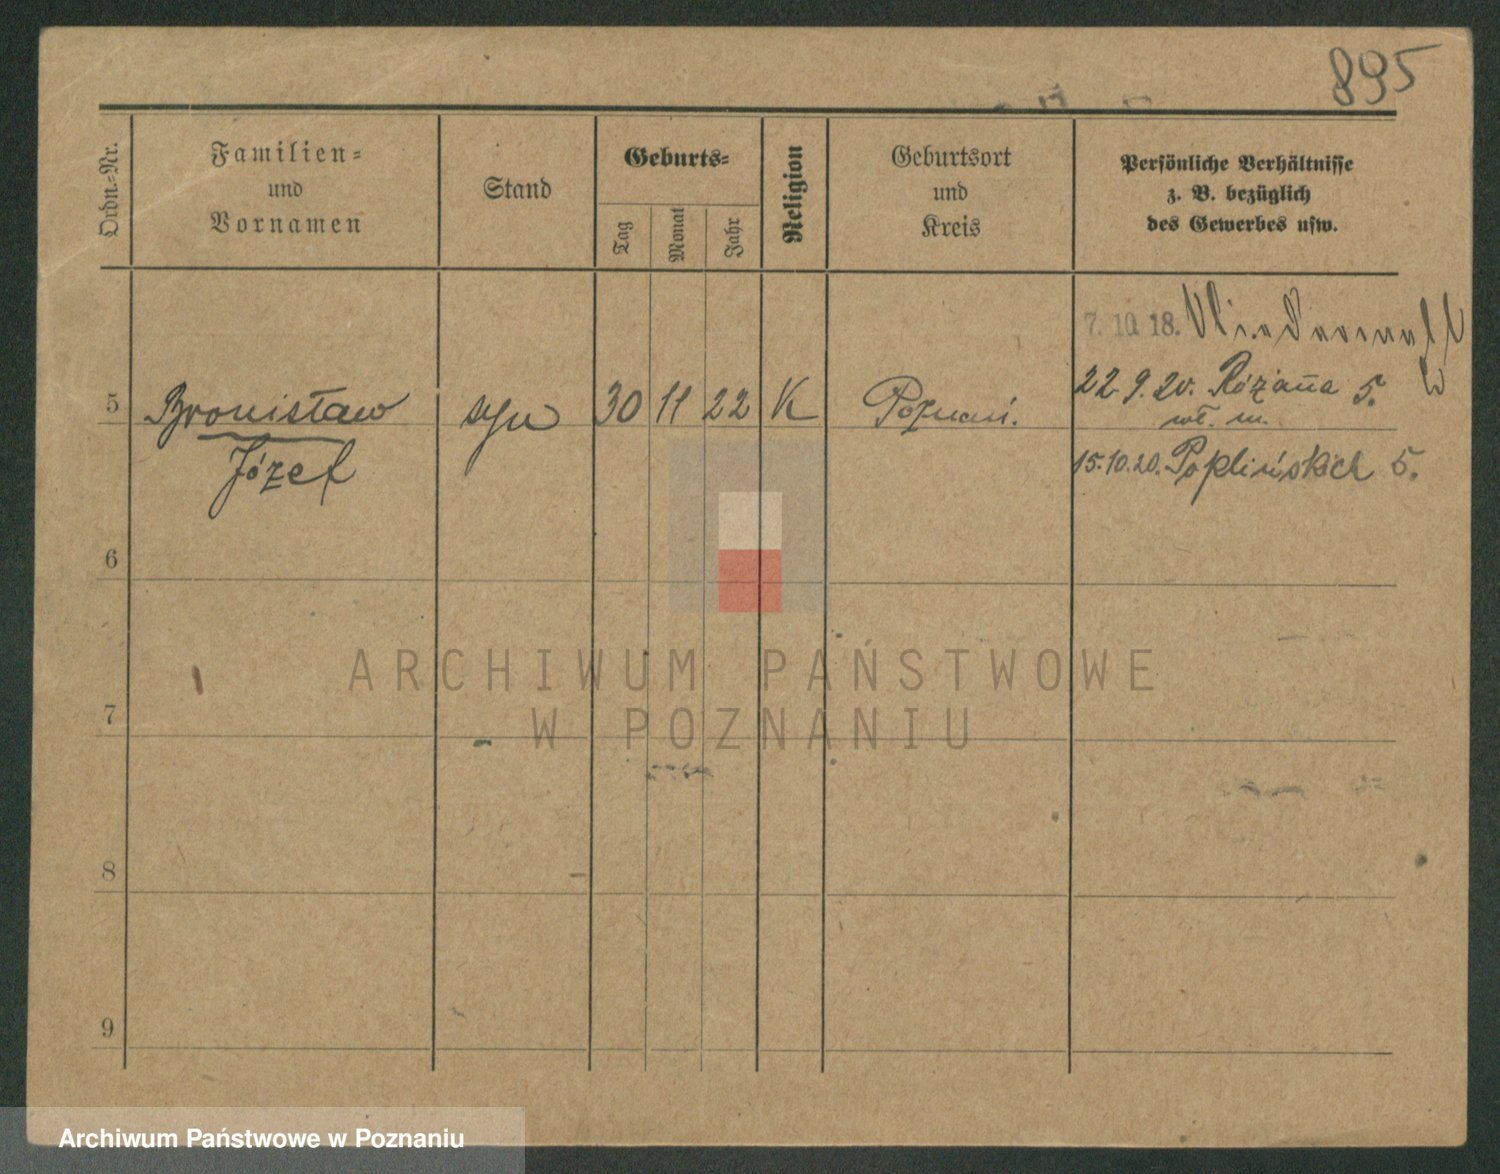 895
Ordn.-Nr.
Familien-
und
Vornamen
Stand
Geburts-
Tag
Monat
Jahr
Religion
Geburtsort
und
Kreis
Persönliche Verhältnisse
z. B. bezüglich
des Gewerbes usw.
7. 10. 18.
22. 9. 20. Różana 5.
wł. m.
15. 10. 20. Poplińskich 5.
5 Bronisław syn 30 11 22 K Poznań.
Józef
6
7
8
9
ARCHIWUM PAŃSTWOWE
W POZNANIU
Archiwum Państwowe w Poznaniu